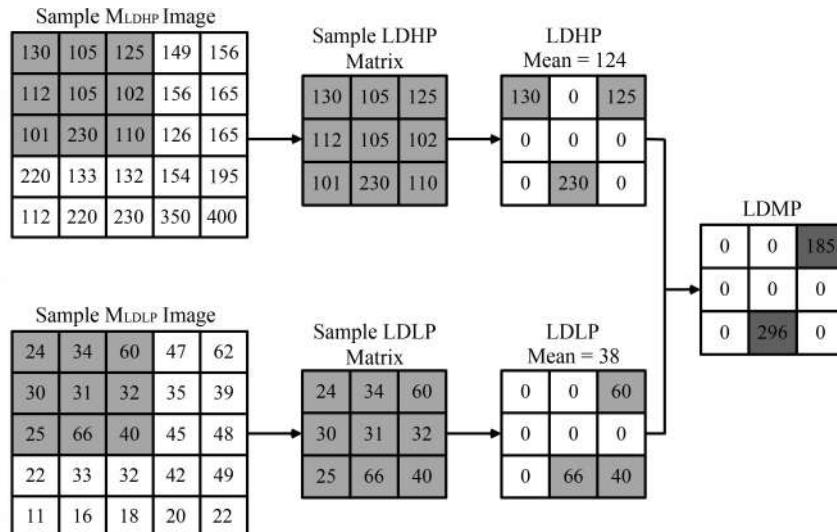 Sample MLDHP Image
130 105 125 149 156
112 105 102 156 165
101 230 110 126 165
220 133 132 154 195
112 220 230 350 400
Sample LDHP
Matrix
130 105 125
112 105 102
101 230 110
LDHP
Mean = 124
130 0 125
0 0 0
0 230 0
LDMP
0 0 185
0 0 0
0 296 0
Sample MLDLP Image
24 34 60 47 62
30 31 32 35 39
25 66 40 45 48
22 33 32 42 49
11 16 18 20 22
Sample LDLP
Matrix
24 34 60
30 31 32
25 66 40
LDLP
Mean = 38
0 0 60
0 0 0
0 66 40